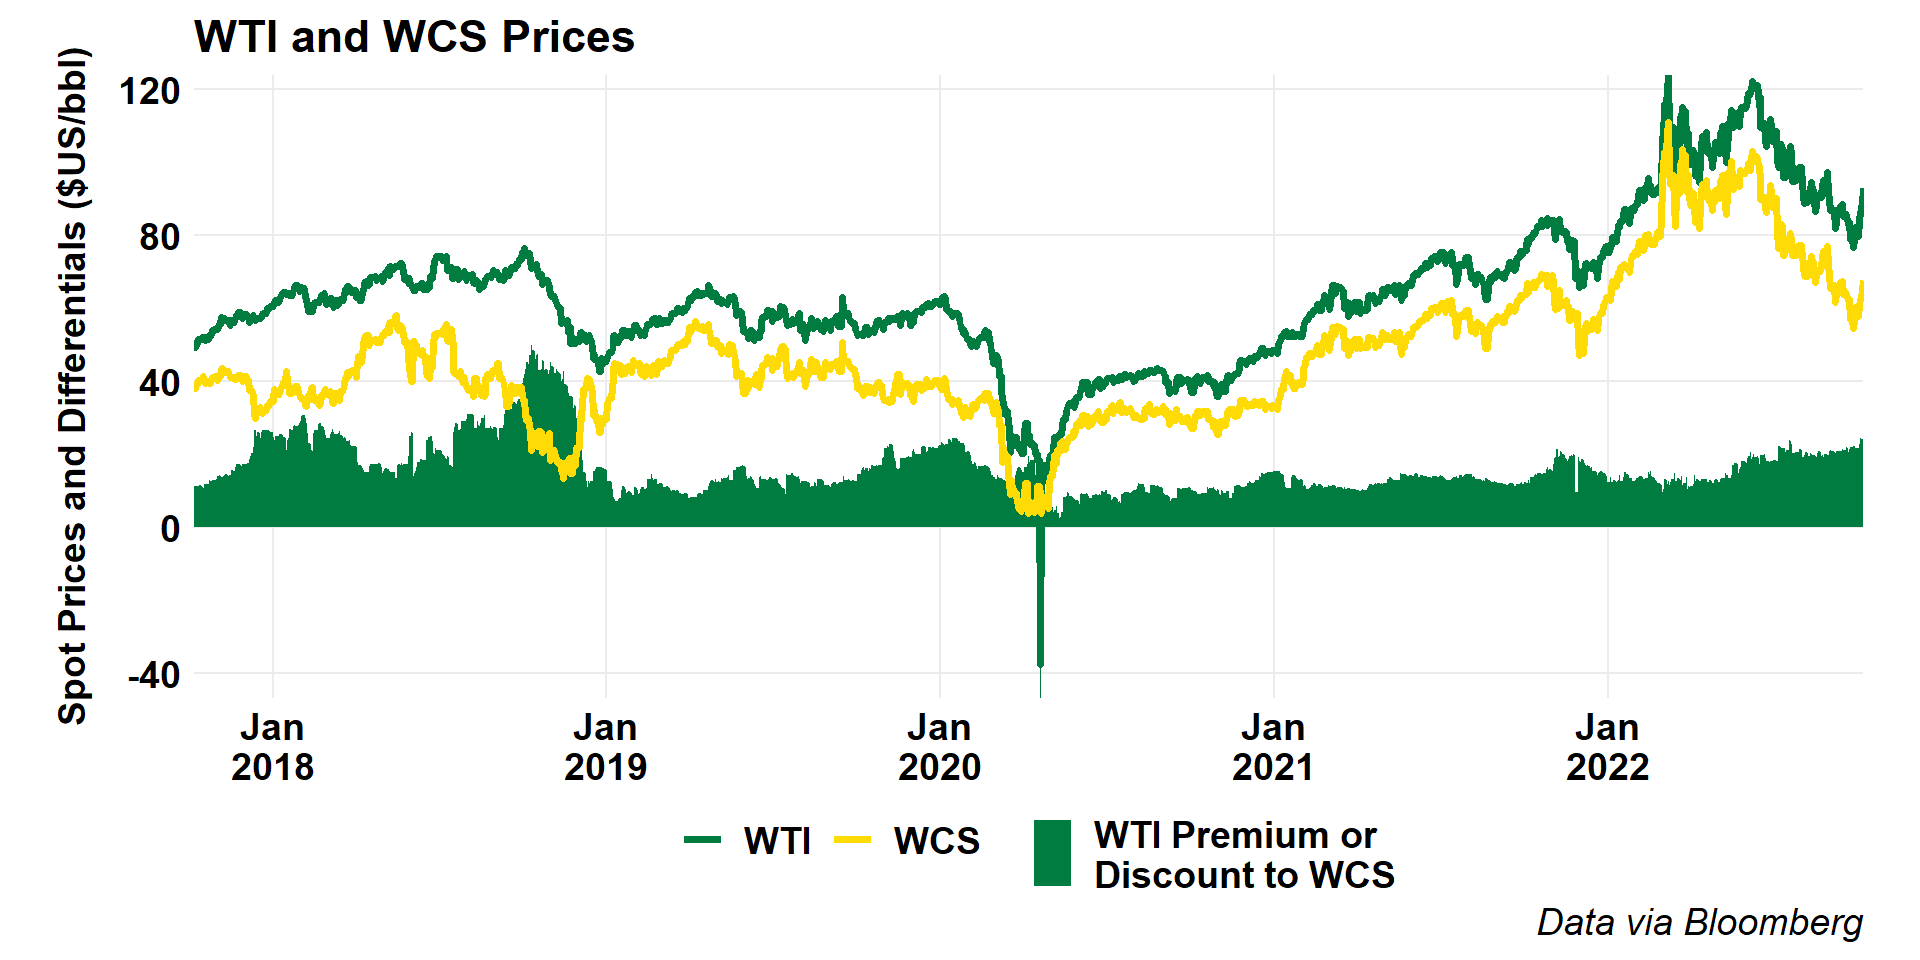 WTI and WCS Prices
Spot Prices and Differentials ($US/bbl)
120
80
40
0
-40
Jan
2018
Jan
2019
Jan
2020
Jan
2021
Jan
2022
WTI
WCS
WTI Premium or
Discount to WCS
Data via Bloomberg